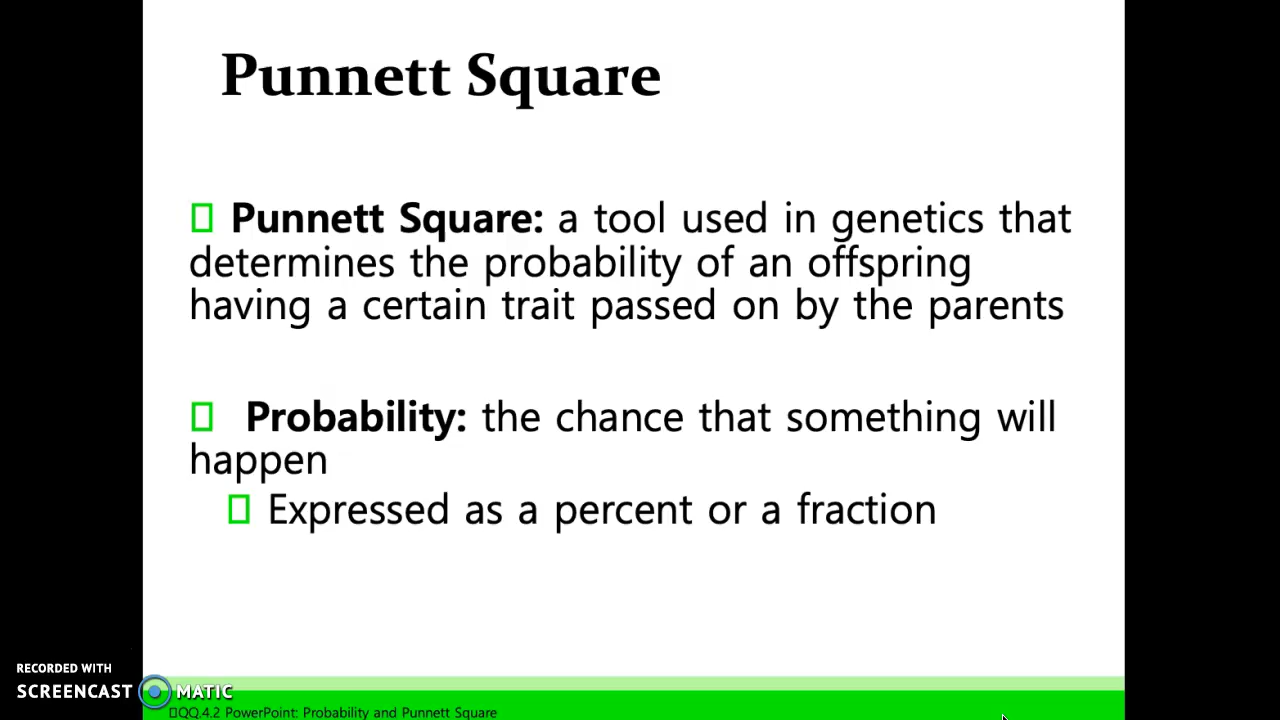 Punnett Square
Punnett Square: a tool used in genetics that
determines the probability of an offspring
having a certain trait passed on by the parents
Probability: the chance that something will
happen
Expressed as a percent or a fraction
RECORDED WITH
SCREENCAST MATIC
QQ.4.2 PowerPoint: Probability and Punnett Square